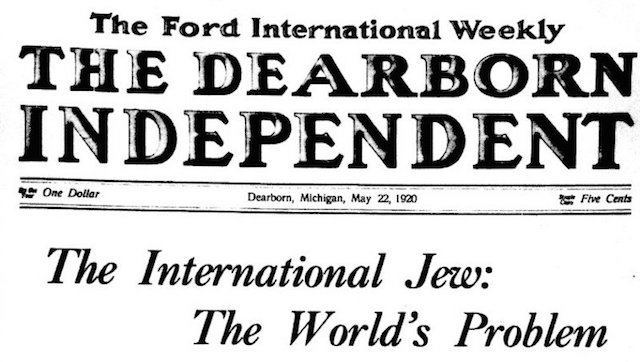 The Ford International Weekly
THE DEARBORN
INDEPENDENT
By the Year One Dollar Dearborn, Michigan, May 22, 1920 Single Copy Five Cents
The International Jew:
The World's Problem